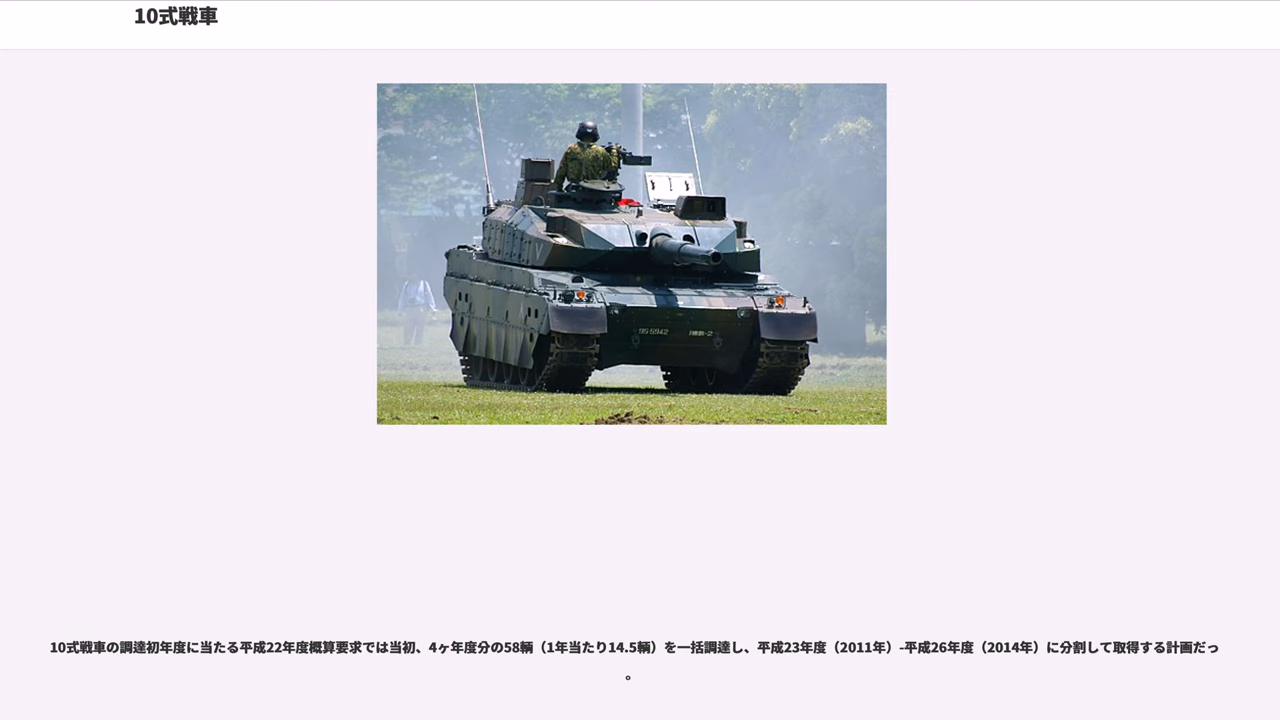 10式戦車
95-5942
10式戦車の調達初年度に当たる平成22年度概算要求では当初、4ヶ年度分の58輌（1年当たり14.5輌）を一括調達し、平成23年度（2011年）-平成26年度（2014年）に分割して取得する計画だっ
。